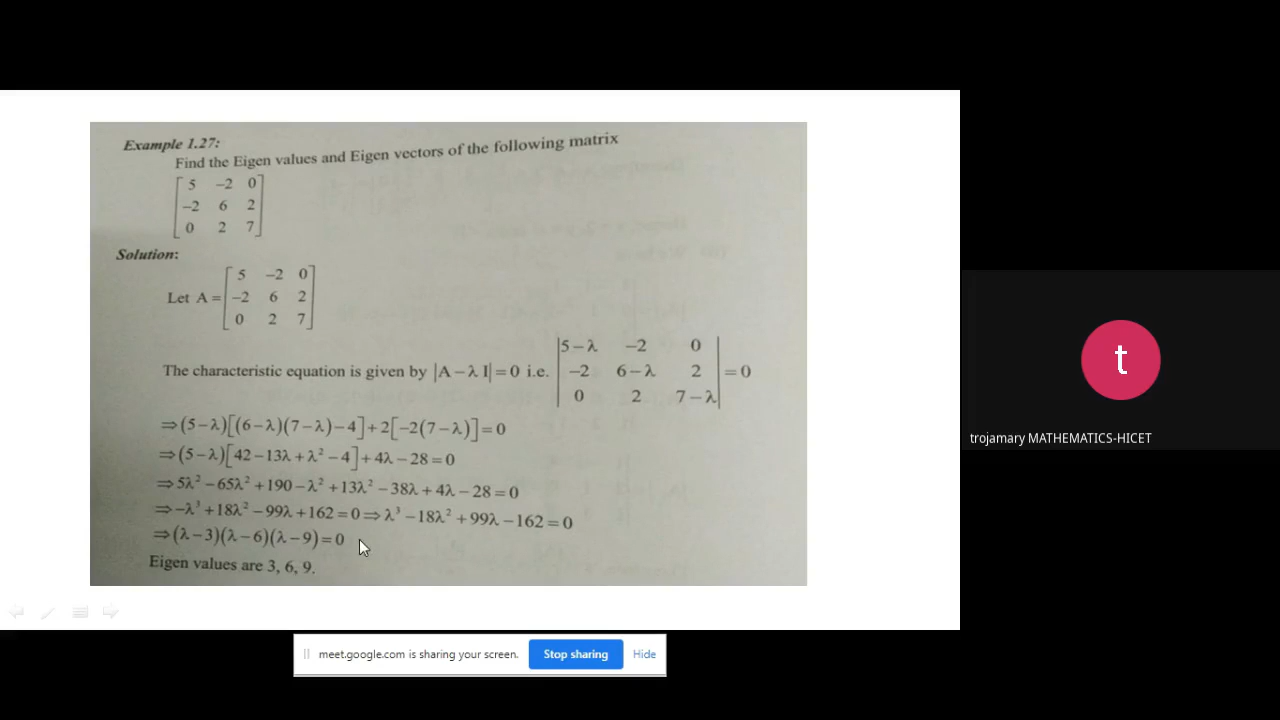 Example 1.27:
Find the Eigen values and Eigen vectors of the following matrix
[5 −2 0]
[−2 6 2]
[0 2 7]
Solution:
Let A = [5 −2 0]
[−2 6 2]
[0 2 7]
The characteristic equation is given by |A − λ I| = 0 i.e. |5 − λ −2 0|
|−2 6 − λ 2| = 0
|0 2 7 − λ|
⇒ (5 − λ)[(6 − λ)(7 − λ) − 4] + 2[−2(7 − λ)] = 0
⇒ (5 − λ)[42 − 13λ + λ² − 4] + 4λ − 28 = 0
⇒ 5λ² − 65λ² + 190 − λ² + 13λ² − 38λ + 4λ − 28 = 0
⇒ −λ³ + 18λ² − 99λ + 162 = 0 ⇒ λ³ − 18λ² + 99λ − 162 = 0
⇒ (λ − 3)(λ − 6)(λ − 9) = 0
Eigen values are 3, 6, 9.
t
trojamary MATHEMATICS-HICET
meet.google.com is sharing your screen. Stop sharing Hide